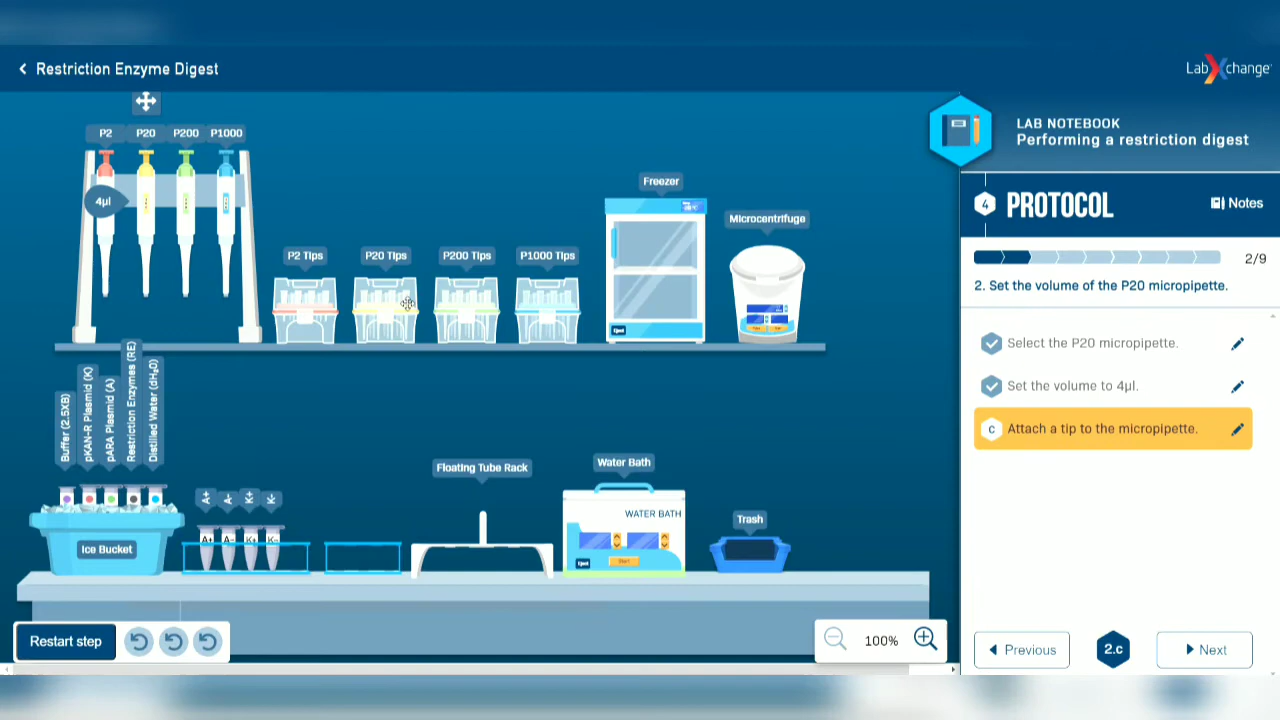 Restriction Enzyme Digest
LabXchange
P2
P20
P200
P1000
4µl
P2 Tips
P20 Tips
P200 Tips
P1000 Tips
Freezer
Microcentrifuge
Buffer (2.5XB)
pKAN-R Plasmid (K)
pARA Plasmid (A)
Restriction Enzymes (RE)
Distilled Water (dH₂O)
A+
A-
K+
K-
A+
A-
K+
K-
Ice Bucket
Floating Tube Rack
Water Bath
WATER BATH
Start
Trash
Restart step
100%
LAB NOTEBOOK
Performing a restriction digest
4
PROTOCOL
Notes
2/9
2. Set the volume of the P20 micropipette.
Select the P20 micropipette.
Set the volume to 4µl.
C
Attach a tip to the micropipette.
Previous
2.c
Next